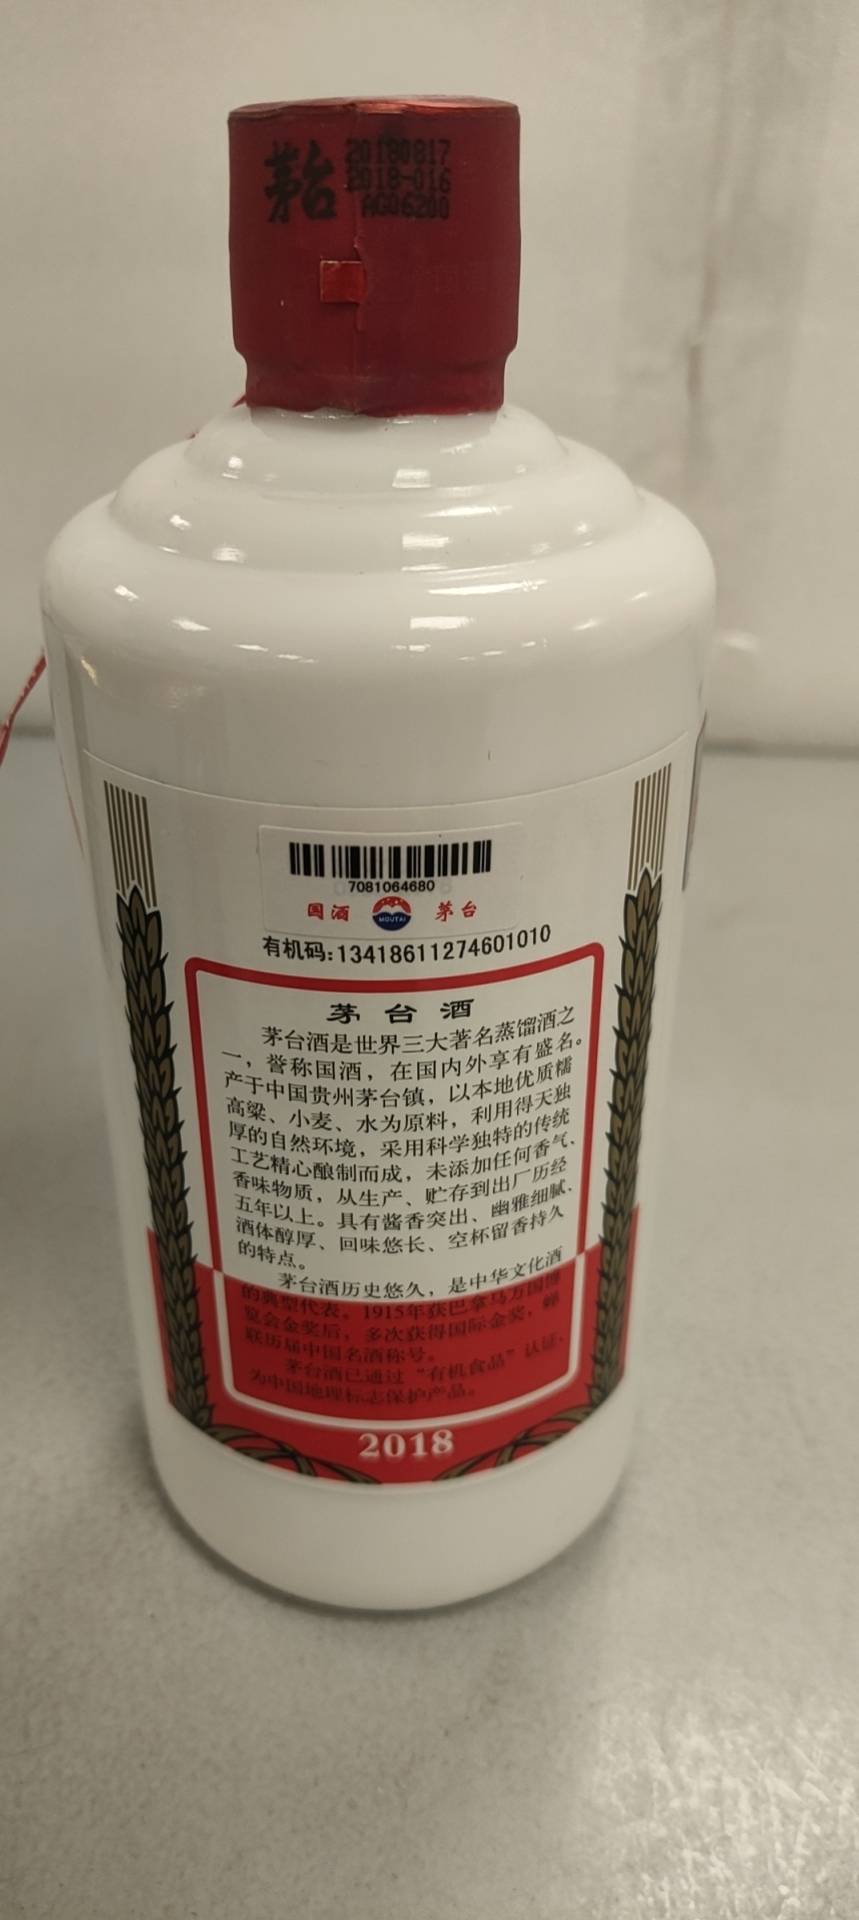 茅台
20180817
2018-016
AG06200
7081064680
国酒 MOUTAI 茅台
有机码:134186112746010​10
茅台酒
茅台酒是世界三大著名蒸馏酒之
一，誉称国酒，在国内外享有盛名。
产于中国贵州茅台镇，以本地优质糯
高粱、小麦、水为原料，利用得天独
厚的自然环境，采用科学独特的传统
工艺精心酿制而成，未添加任何香气、
香味物质，从生产、贮存到出厂历经
五年以上。具有酱香突出、幽雅细腻、
酒体醇厚、回味悠长、空杯留香持久
的特点。
茅台酒历史悠久，是中华文化酒
的典型代表。1915年获巴拿马万国博
览会金奖后，多次获得国际金奖，蝉
联历届中国名酒称号。
茅台酒已通过“有机食品”认证，
为中国地理标志保护产品。
2018